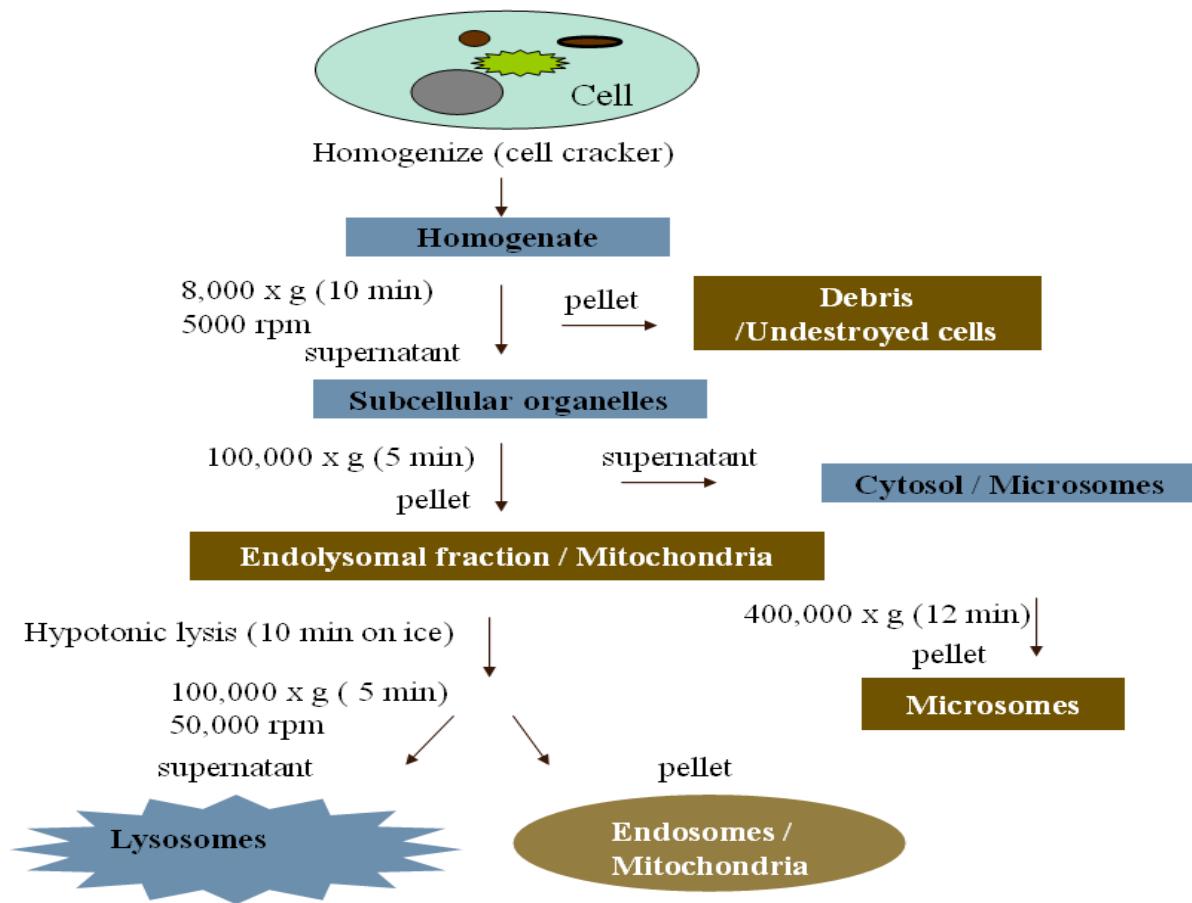 Cell
Homogenize (cell cracker)
Homogenate
8,000 x g (10 min)
5000 rpm
supernatant
pellet
Debris
/Undestroyed cells
Subcellular organelles
100,000 x g (5 min)
pellet
supernatant
Cytosol / Microsomes
Endolysomal fraction / Mitochondria
400,000 x g (12 min)
pellet
Microsomes
Hypotonic lysis (10 min on ice)
100,000 x g ( 5 min)
50,000 rpm
supernatant
pellet
Lysosomes
Endosomes /
Mitochondria